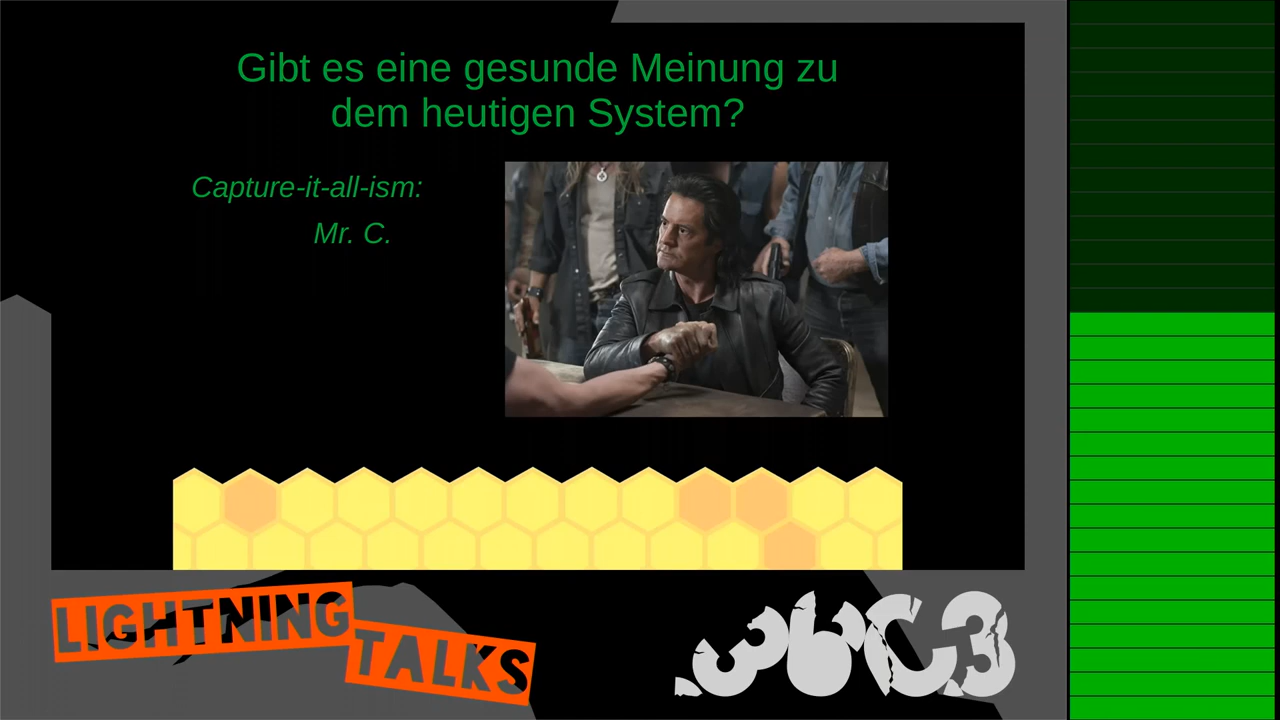 Gibt es eine gesunde Meinung zu
dem heutigen System?
Capture-it-all-ism:
Mr. C.
LIGHTNING
TALKS
36C3